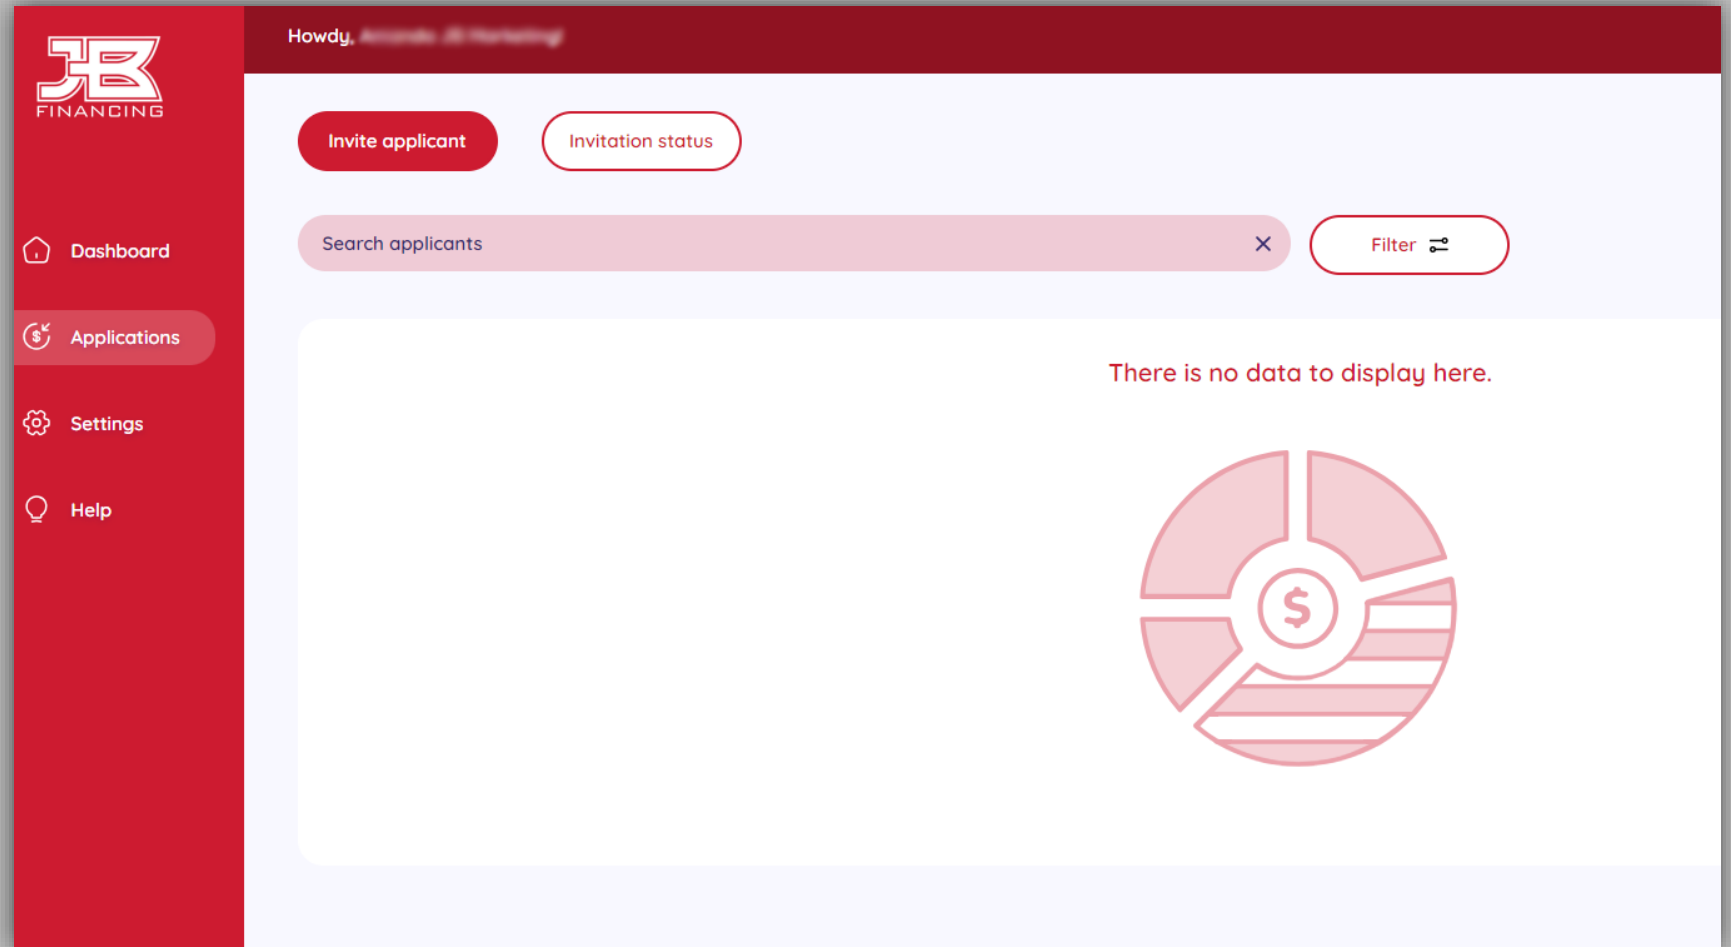 JB
FINANCING
Howdy,
Invite applicant
Invitation status
Search applicants
Filter
Dashboard
Applications
Settings
Help
There is no data to display here.
$